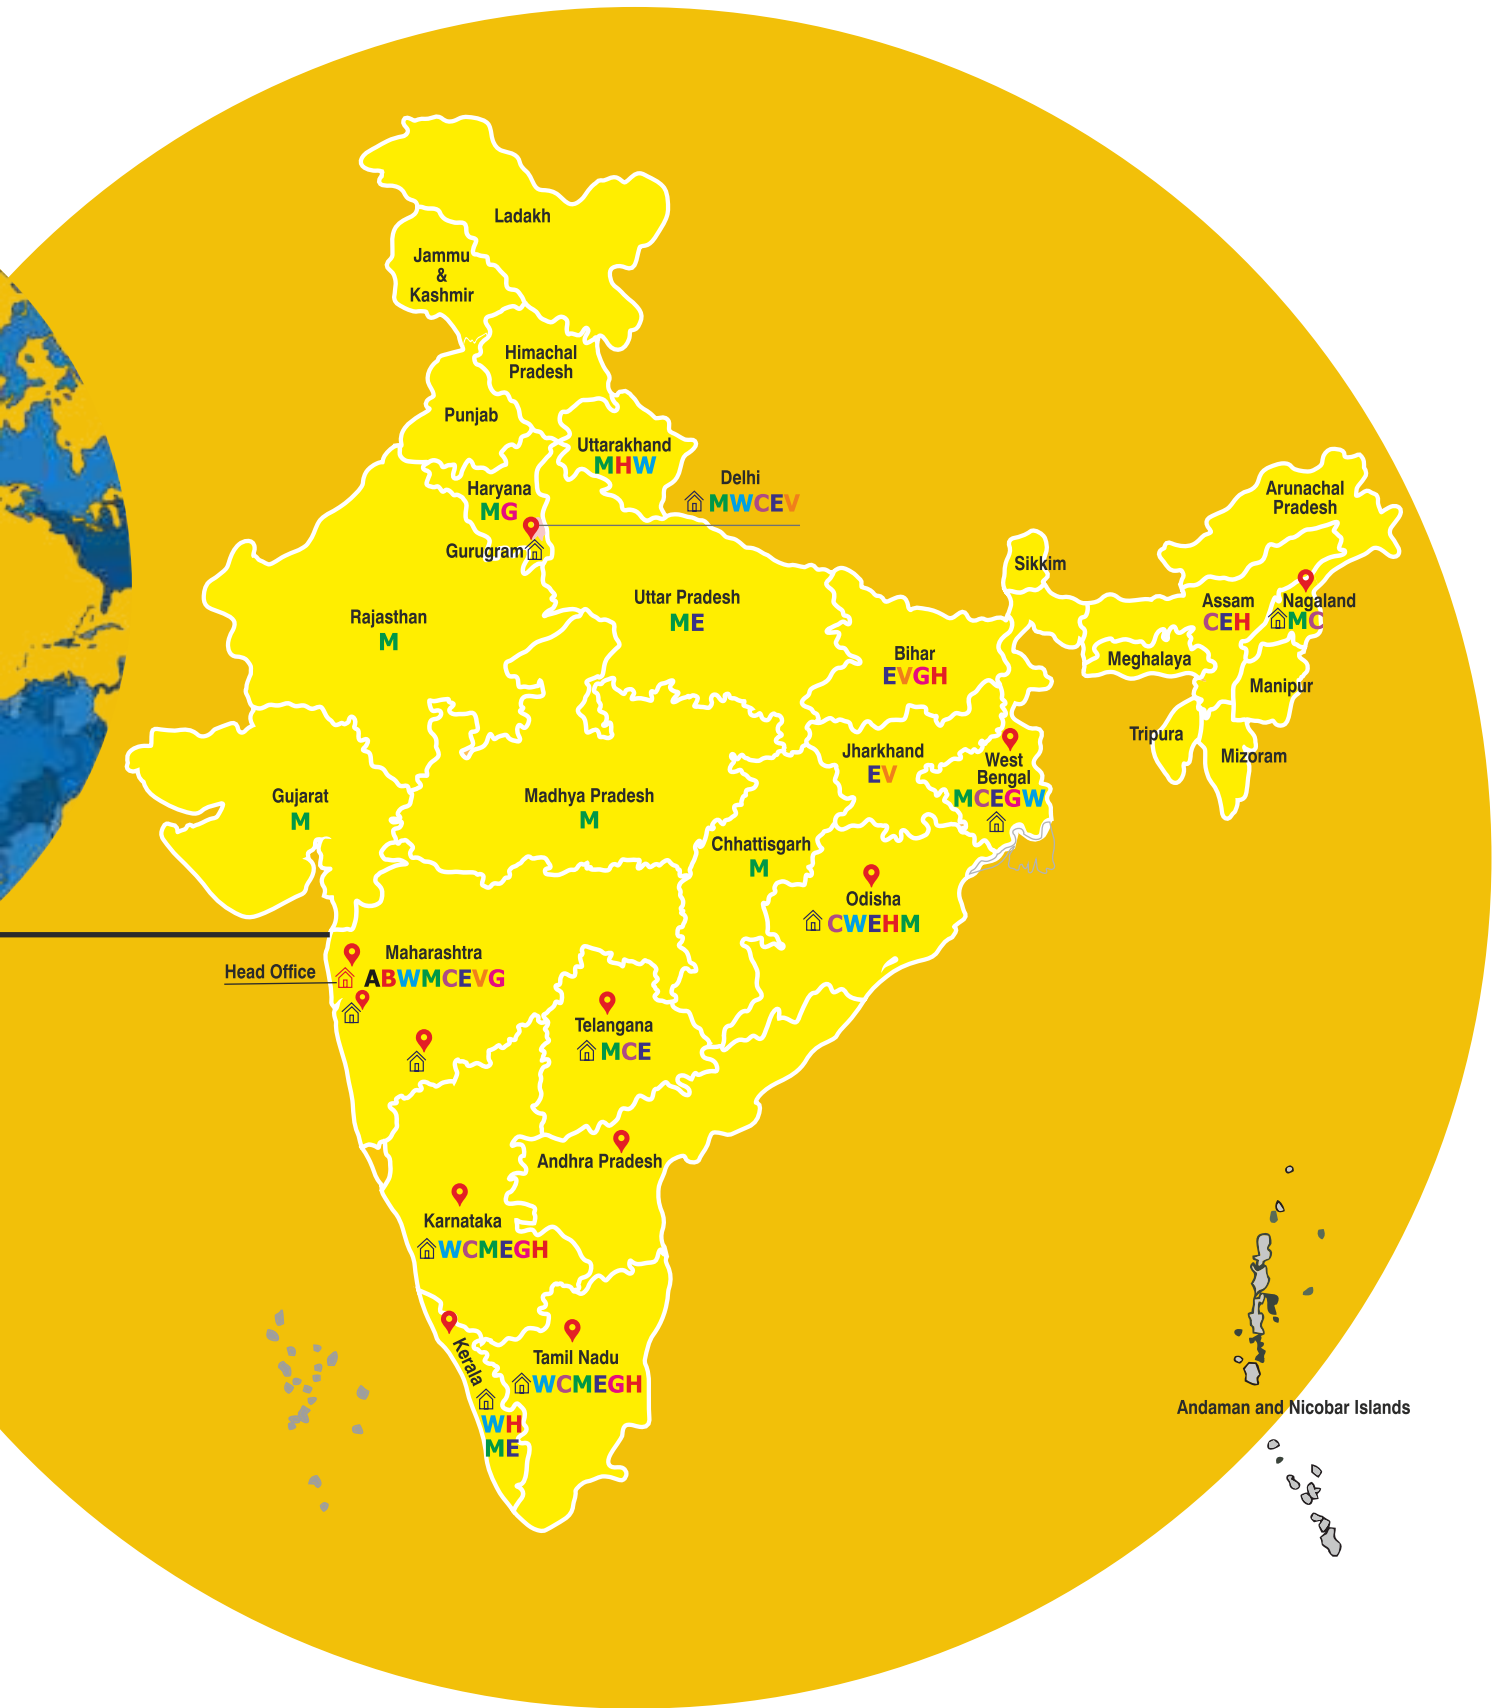 Ladakh
Jammu
&
Kashmir
Himachal
Pradesh
Punjab
Uttarakhand
MHW
Delhi
MWCEV
Haryana
MG
Gurugram
Arunachal
Pradesh
Sikkim
Rajasthan
M
Uttar Pradesh
ME
Assam
CEH
Nagaland
MC
Bihar
EVGH
Meghalaya
Manipur
Tripura
Mizoram
Jharkhand
EV
West
Bengal
MCEGW
Gujarat
M
Madhya Pradesh
M
Chhattisgarh
M
Odisha
CWEHM
Maharashtra
Head Office
ABWMCEVG
Telangana
MCE
Andhra Pradesh
Karnataka
WCMEGH
Kerala
WH
ME
Tamil Nadu
WCMEGH
Andaman and Nicobar Islands